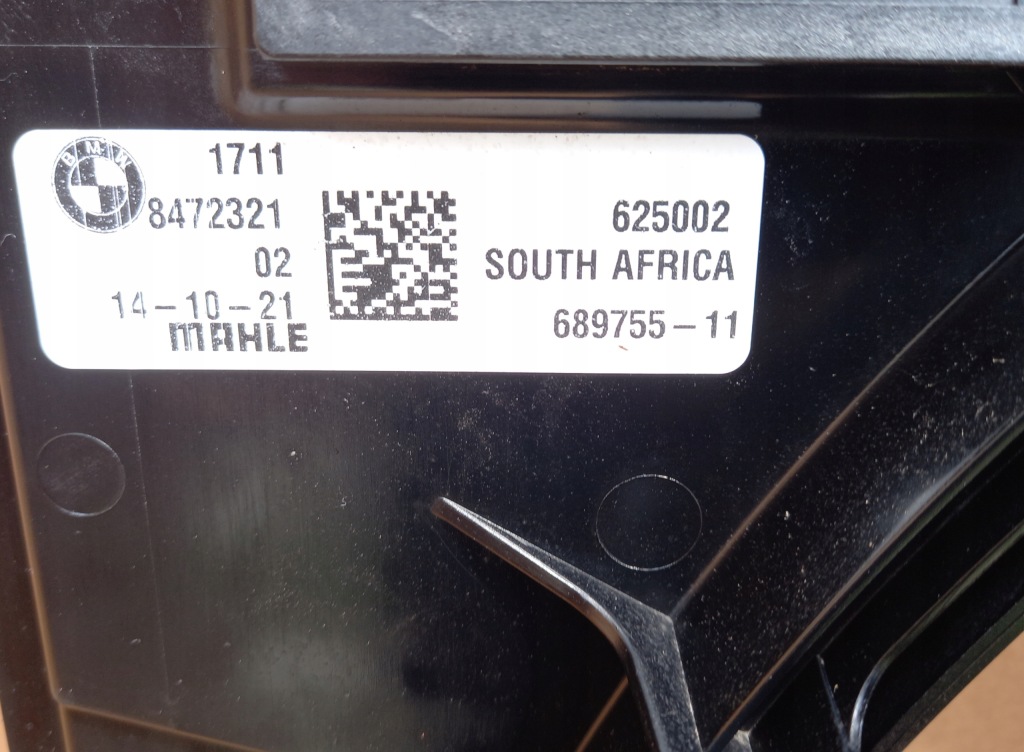 BMW
1711
8472321
02
14-10-21
MAHLE
625002
SOUTH AFRICA
689755-11